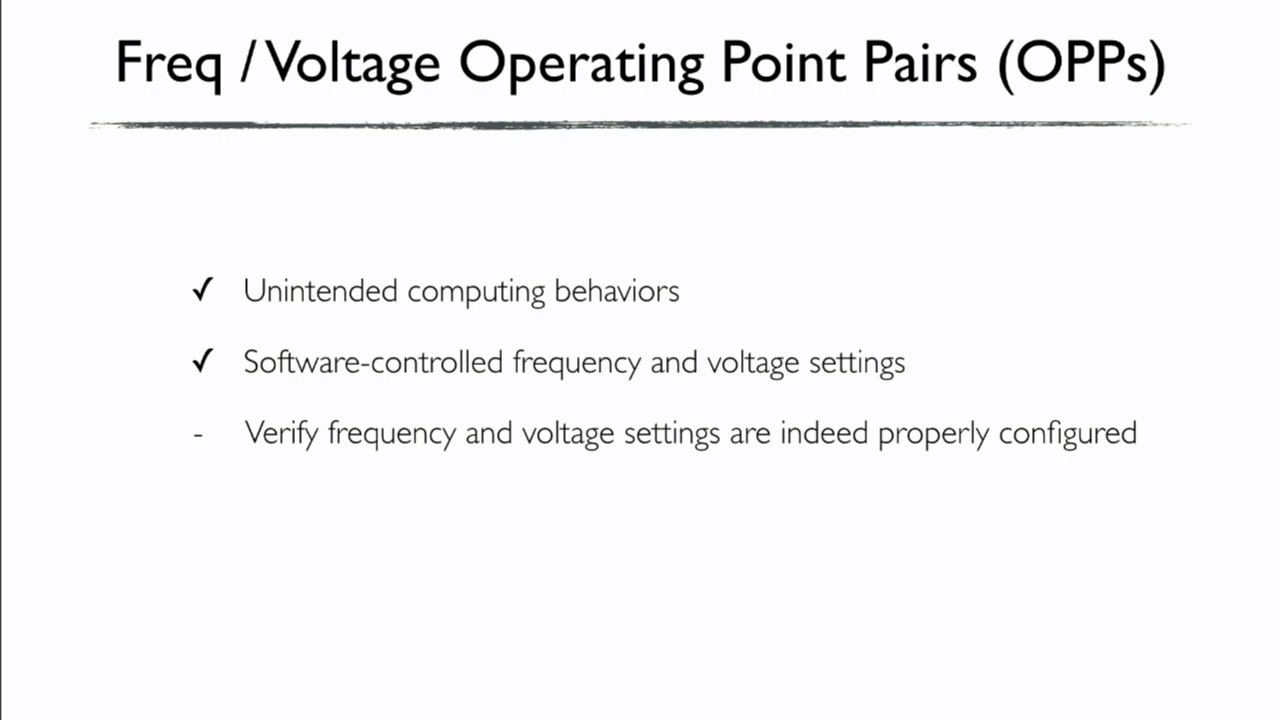 Freq / Voltage Operating Point Pairs (OPPs)
✓ Unintended computing behaviors
✓ Software-controlled frequency and voltage settings
- Verify frequency and voltage settings are indeed properly configured